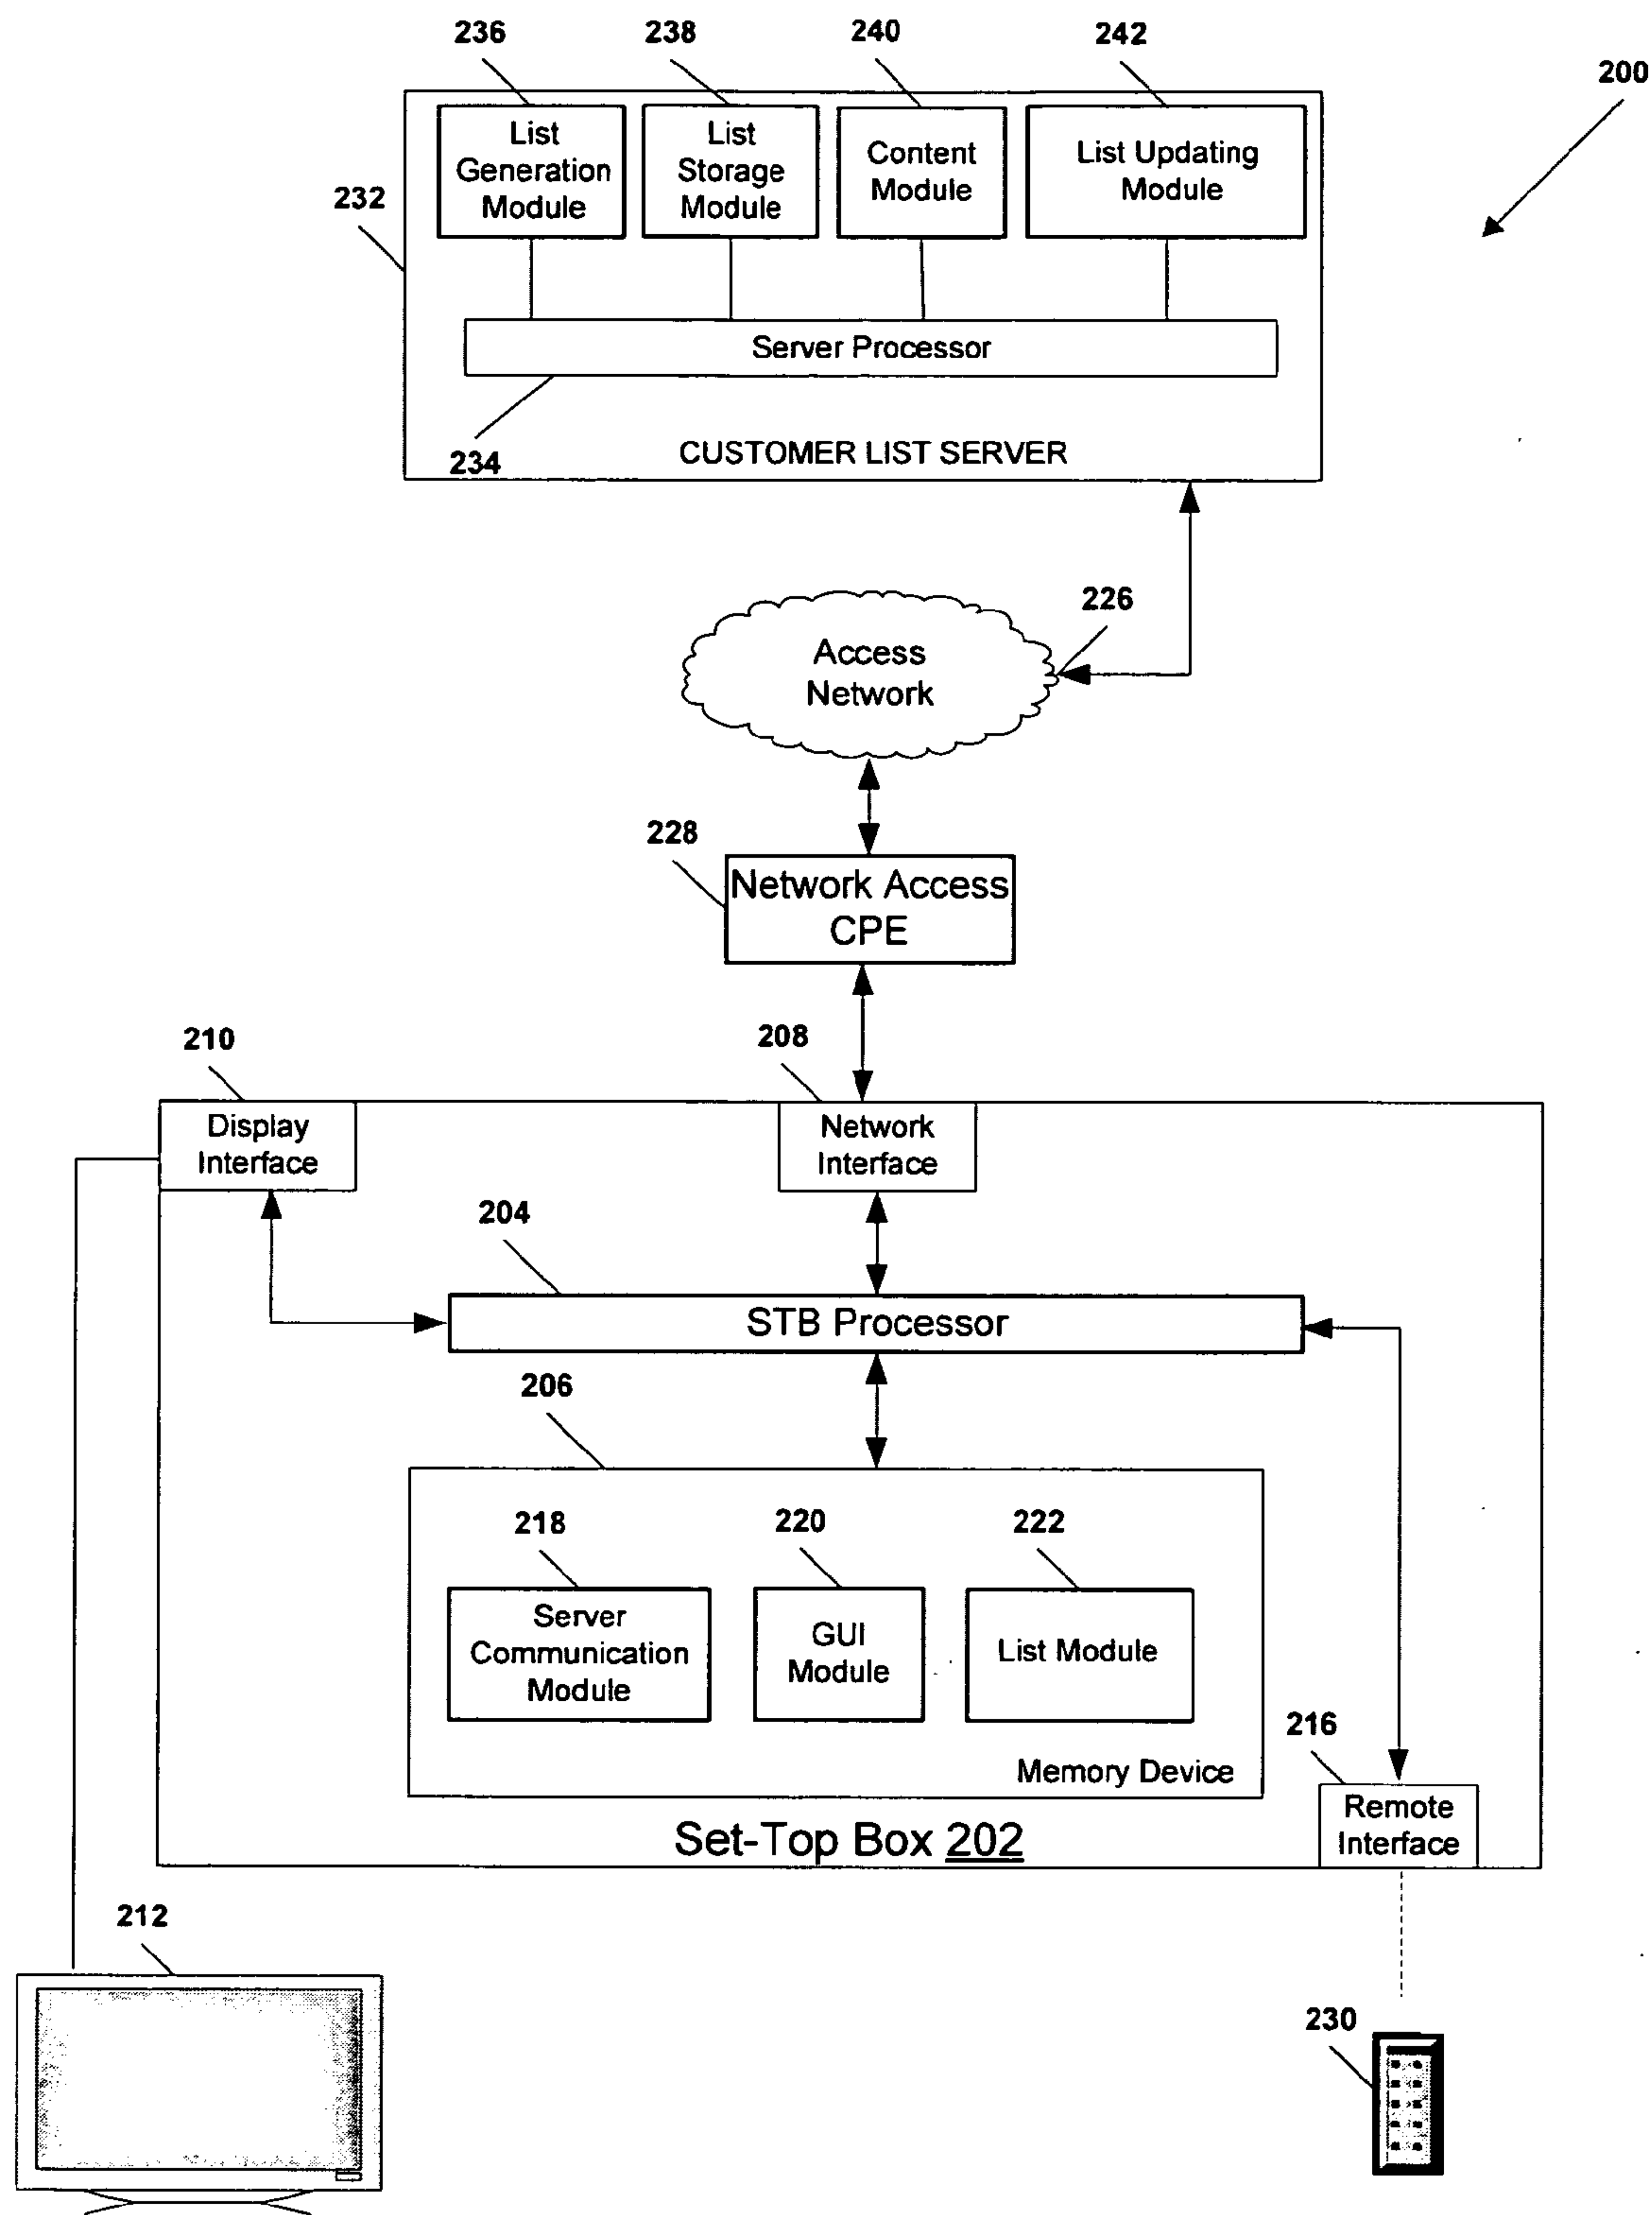 236
238
240
242
200
List
Generation
Module
List
Storage
Module
Content
Module
List Updating
Module
232
Server Processor
234
CUSTOMER LIST SERVER
226
Access
Network
228
Network Access
CPE
210
208
Display
Interface
Network
Interface
204
STB Processor
206
218
220
222
Server
Communication
Module
GUI
Module
List Module
216
Memory Device
Remote
Interface
Set-Top Box 202
212
230